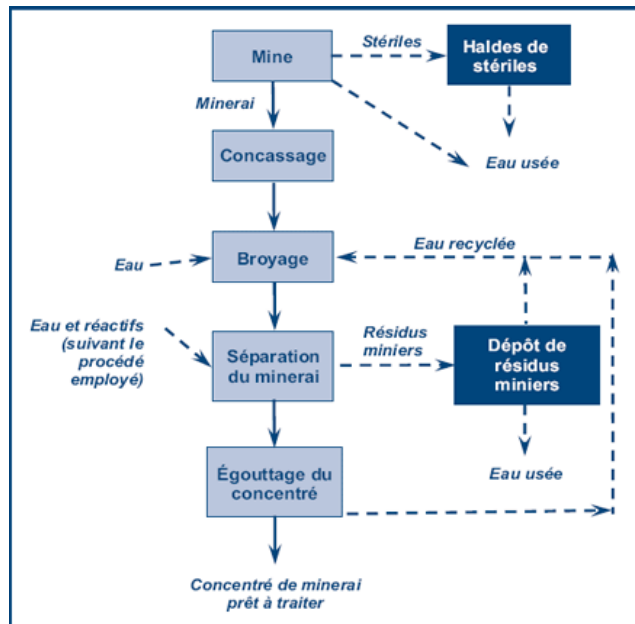 Stériles
Haldes de
stériles
Mine
Minerai
Concassage
Eau usée
Eau recyclée
Broyage
Eau
Eau et réactifs
(suivant le
procédé
employé)
Résidus
miniers
Séparation
du minerai
Dépôt de
résidus
miniers
Égouttage du
concentré
Eau usée
Concentré de minerai
prêt à traiter